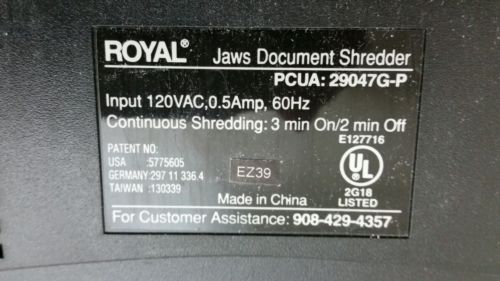 ROYAL® Jaws Document Shredder
PCUA: 29047G-P
Input 120VAC,0.5Amp, 60Hz
Continuous Shredding: 3 min On/2 min Off
E127716
PATENT NO:
USA :5775605
GERMANY:297 11 336.4
TAIWAN :130339
EZ39
UL
®
2G18
LISTED
Made in China
For Customer Assistance: 908-429-4357